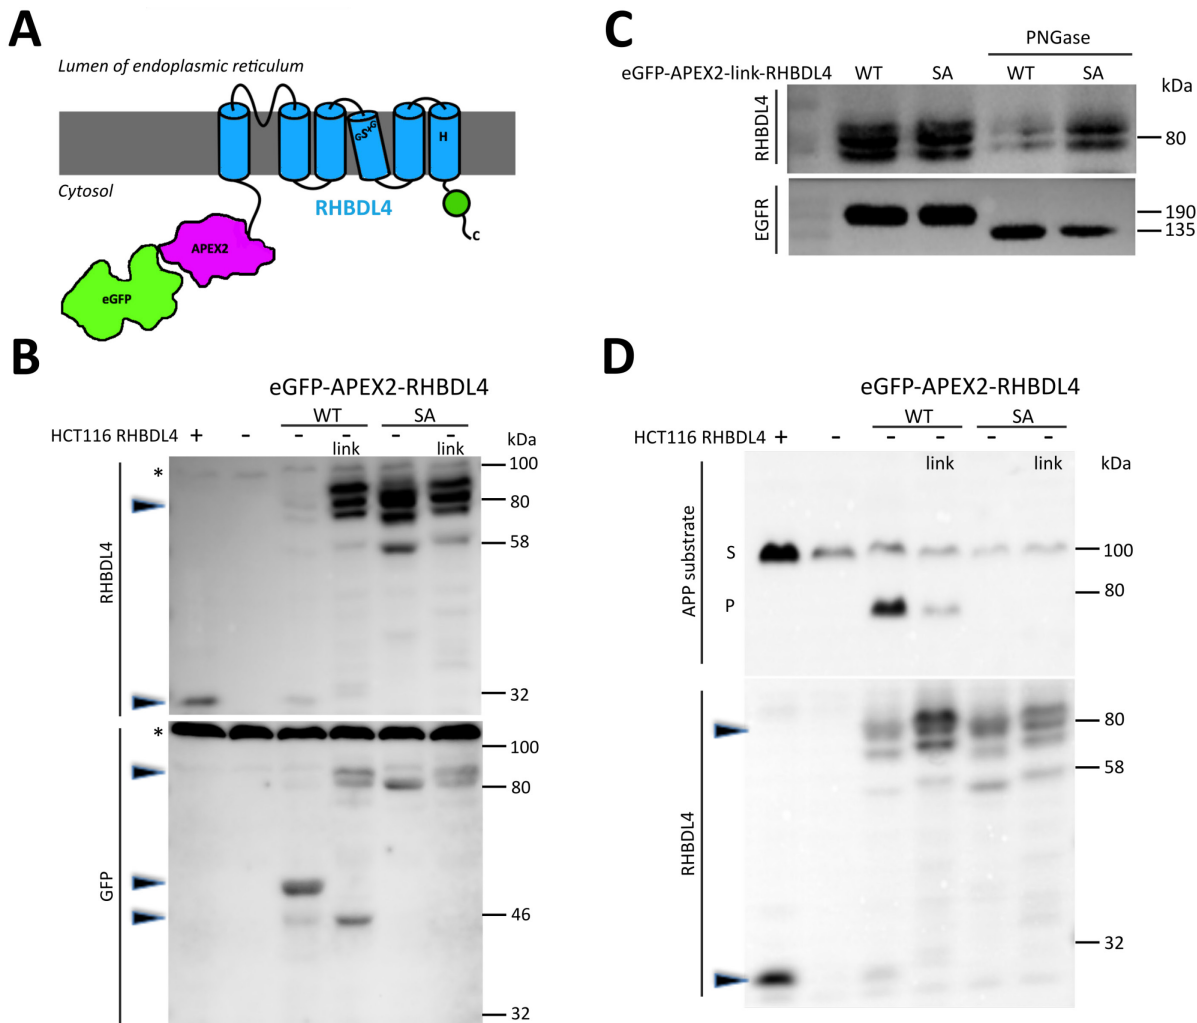 A
Lumen of endoplasmic reticulum
GSxG
H
Cytosol
RHBDL4
C
APEX2
eGFP
B
eGFP-APEX2-RHBDL4
WT SA
HCT116 RHBDL4 + - - - - -
link link
kDa
RHBDL4
*
100
80
58
32
GFP
*
100
80
46
32
C
PNGase
eGFP-APEX2-link-RHBDL4 WT SA WT SA
kDa
RHBDL4
80
EGFR
190
135
D
eGFP-APEX2-RHBDL4
WT SA
HCT116 RHBDL4 + - - - - -
link link kDa
APP substrate
S
P
100
80
RHBDL4
80
58
32